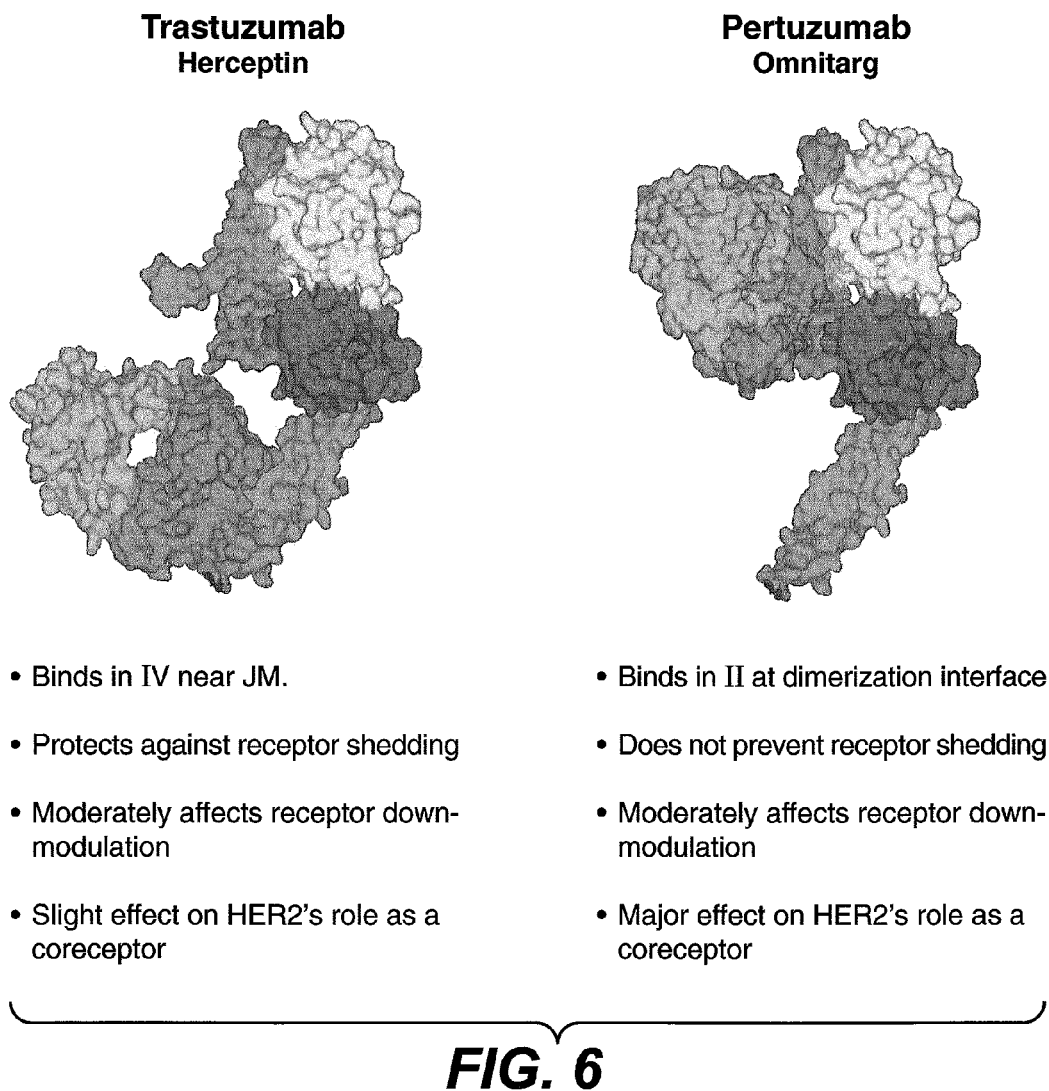 Trastuzumab
Herceptin
Pertuzumab
Omnitarg
• Binds in IV near JM.
• Protects against receptor shedding
• Moderately affects receptor down-
modulation
• Slight effect on HER2's role as a
coreceptor
• Binds in II at dimerization interface
• Does not prevent receptor shedding
• Moderately affects receptor down-
modulation
• Major effect on HER2's role as a
coreceptor
FIG. 6